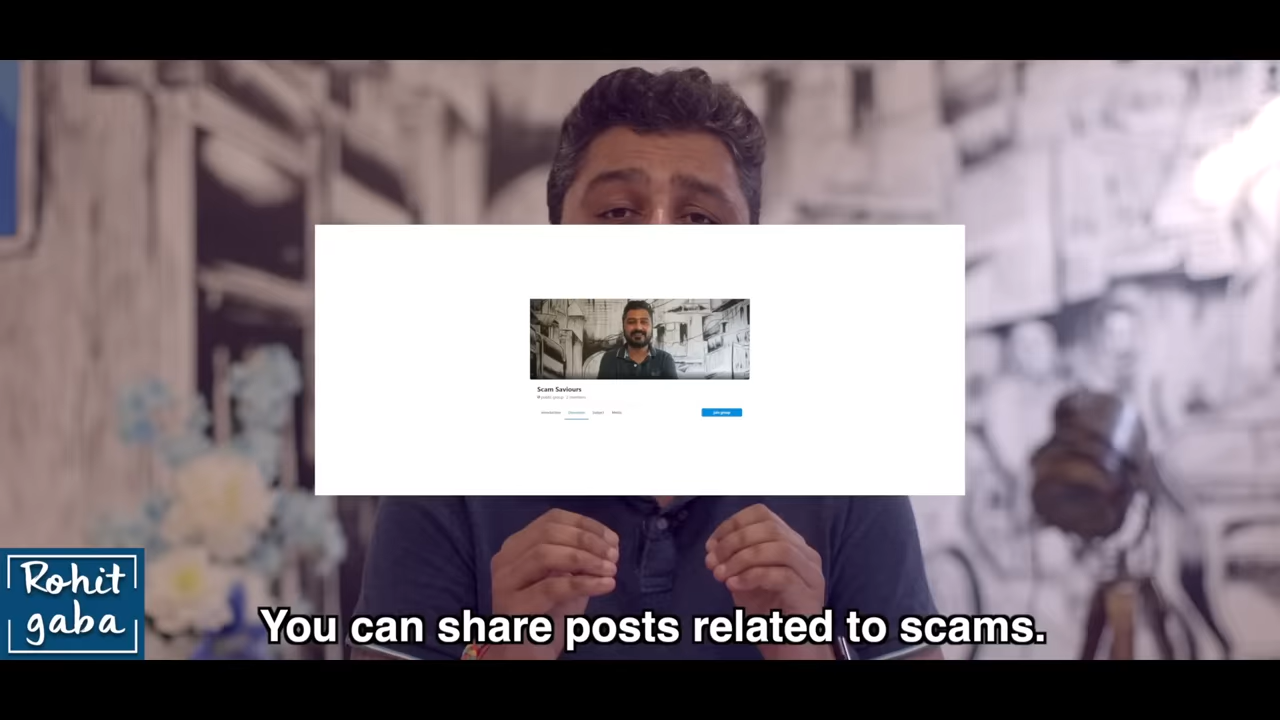 Scam Saviours
Join group
Rohit
gaba
You can share posts related to scams.